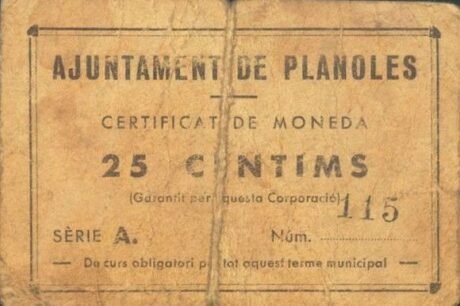 AJUNTAMENT DE PLANOLES
CERTIFICAT DE MONEDA
25 CENTIMS
(Garantit per aquesta Corporació)
115
SÈRIE A. Núm.
De curs obligatori per tot aquest terme municipal